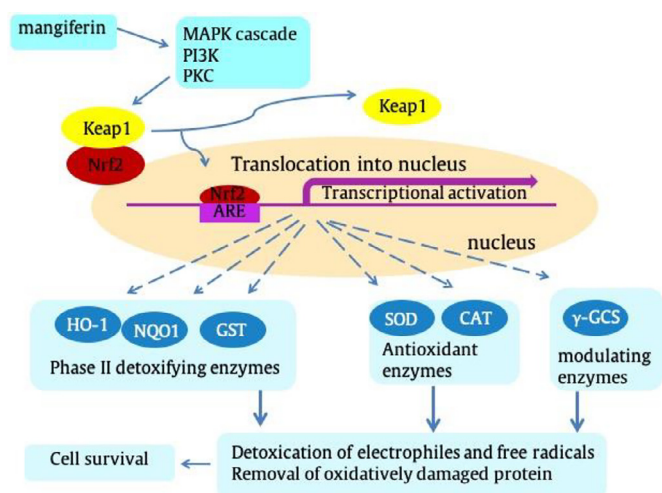 mangiferin
MAPK cascade
PI3K
PKC
Keap1
Keap1
Nrf2
Translocation into nucleus
Nrf2
Transcriptional activation
ARE
nucleus
HO-1
NQO1
GST
SOD
CAT
γ-GCS
Phase II detoxifying enzymes
Antioxidant
enzymes
modulating
enzymes
Cell survival
Detoxication of electrophiles and free radicals
Removal of oxidatively damaged protein